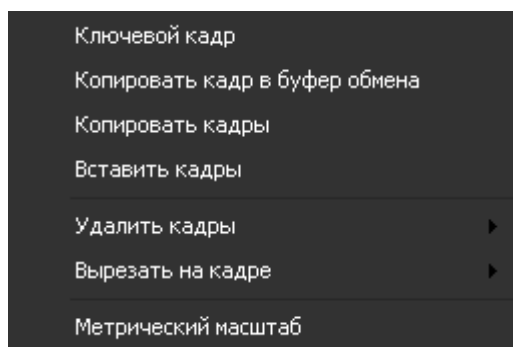 Ключевой кадр
Копировать кадр в буфер обмена
Копировать кадры
Вставить кадры
Удалить кадры
Вырезать на кадре
Метрический масштаб